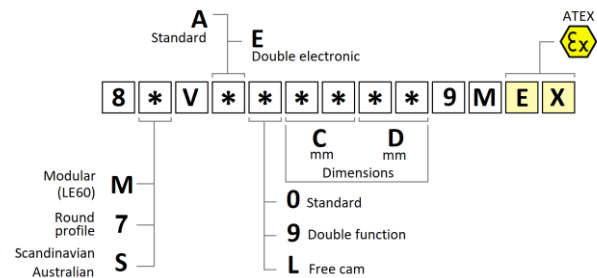 A
Standard
E
Double electronic
ATEX
Ex
8 * V * * * * * * 9 M E X
C
mm
D
mm
Dimensions
Modular
(LE60)
M
Round
profile
7
Scandinavian
Australian
S
0 Standard
9 Double function
L Free cam